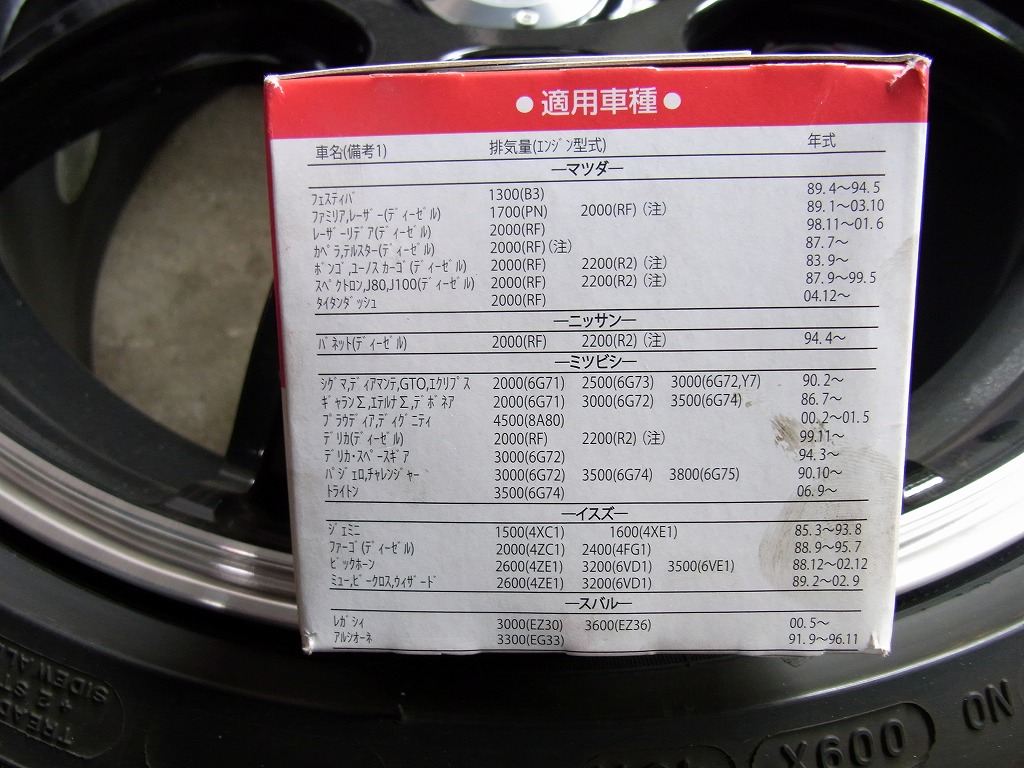 ●適用車種●
車名(備考1) 排気量(ｴﾝｼﾞﾝ型式) 年式
―マツダ―
ﾌｪｽﾃｨﾊﾞ 1300(B3) 89.4～94.5
ﾌｧﾐﾘｱ,ﾚｰｻﾞｰ(ﾃﾞｨｰｾﾞﾙ) 1700(PN) 2000(RF)(注) 89.1～03.10
ﾚｰｻﾞｰﾘﾃﾞｱ(ﾃﾞｨｰｾﾞﾙ) 2000(RF) 98.11～01.6
ｶﾍﾟﾗ,ﾃﾙｽﾀｰ(ﾃﾞｨｰｾﾞﾙ) 2000(RF)(注) 87.7～
ﾎﾞﾝｺﾞ,ﾕｰﾉｽ ｶｰｺﾞ(ﾃﾞｨｰｾﾞﾙ) 2000(RF) 2200(R2)(注) 83.9～
ｽﾍﾟｸﾄﾛﾝ,J80,J100(ﾃﾞｨｰｾﾞﾙ) 2000(RF) 2200(R2)(注) 87.9～99.5
ﾀｲﾀﾝﾀﾞｯｼｭ 2000(RF) 04.12～
―ニッサン―
ﾊﾞﾈｯﾄ(ﾃﾞｨｰｾﾞﾙ) 2000(RF) 2200(R2)(注) 94.4～
―ミツビシ―
ｼｸﾞﾏ,ﾃﾞｨｱﾏﾝﾃ,GTO,ｴｸﾘﾌﾟｽ 2000(6G71) 2500(6G73) 3000(6G72,Y7) 90.2～
ｷﾞｬﾗﾝΣ,ｴﾃﾙﾅΣ,ﾃﾞﾎﾞﾈｱ 2000(6G71) 3000(6G72) 3500(6G74) 86.7～
ﾌﾟﾗｳﾃﾞｨｱ,ﾃﾞｨｸﾞﾆﾃｨ 4500(8A80) 00.2～01.5
ﾃﾞﾘｶ(ﾃﾞｨｰｾﾞﾙ) 2000(RF) 2200(R2)(注) 99.11～
ﾃﾞﾘｶ･ｽﾍﾟｰｽｷﾞｱ 3000(6G72) 94.3～
ﾊﾟｼﾞｪﾛ,ﾁｬﾚﾝｼﾞｬｰ 3000(6G72) 3500(6G74) 3800(6G75) 90.10～
ﾄﾗｲﾄﾝ 3500(6G74) 06.9～
―イスズ―
ｼﾞｪﾐﾆ 1500(4XC1) 1600(4XE1) 85.3～93.8
ﾌｧｰｺﾞ(ﾃﾞｨｰｾﾞﾙ) 2000(4ZC1) 2400(4FG1) 88.9～95.7
ﾋﾞｯｸﾎｰﾝ 2600(4ZE1) 3200(6VD1) 3500(6VE1) 88.12～02.12
ﾐｭｰ,ﾋﾞｰｸﾛｽ,ｳｨｻﾞｰﾄﾞ 2600(4ZE1) 3200(6VD1) 89.2～02.9
―スバル―
ﾚｶﾞｼｨ 3000(EZ30) 3600(EZ36) 00.5～
ｱﾙｼｵｰﾈ 3300(EG33) 91.9～96.11
SIDEWALL
009X
NO